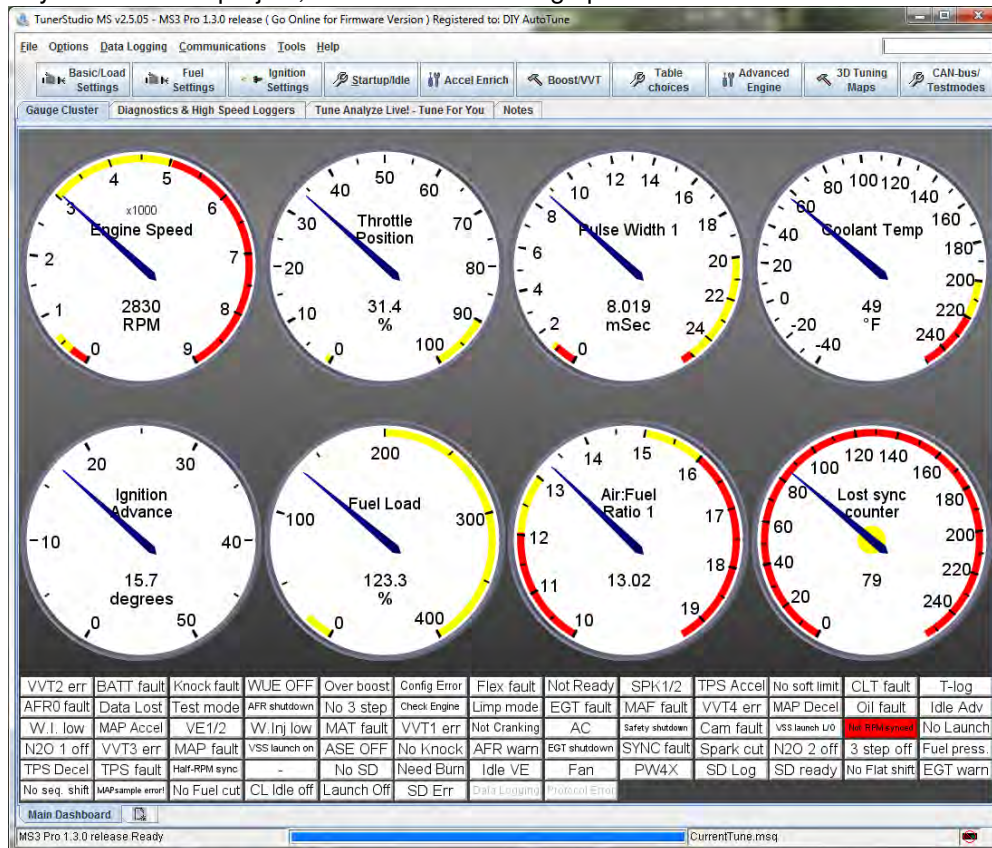 TunerStudio MS v2.5.05 - MS3 Pro 1.3.0 release ( Go Online for Firmware Version ) Registered to: DIY AutoTune
File Options Data Logging Communications Tools Help
Basic/Load Settings
Fuel Settings
Ignition Settings
Startup/Idle
Accel Enrich
Boost/VVT
Table choices
Advanced Engine
3D Tuning Maps
CAN-bus/ Testmodes
Gauge Cluster Diagnostics & High Speed Loggers Tune Analyze Live! - Tune For You Notes
0 1 2 3 4 5 6 7 8 9
x1000
Engine Speed
2830
RPM
0 10 20 30 40 50 60 70 80 90 100
Throttle
Position
31.4
%
0 2 4 6 8 10 12 14 16 18 20 22 24
Pulse Width 1
8.019
mSec
-40 -20 0 20 40 60 80 100 120 140 160 180 200 220 240
Coolant Temp
49
°F
0 10 20 30 40 50
Ignition
Advance
15.7
degrees
0 100 200 300 400
Fuel Load
123.3
%
10 11 12 13 14 15 16 17 18 19
Air:Fuel
Ratio 1
13.02
0 20 40 60 80 100 120 140 160 180 200 220 240
Lost sync
counter
79
VVT2 err BATT fault Knock fault WUE OFF Over boost Config Error Flex fault Not Ready SPK1/2 TPS Accel No soft limit CLT fault T-log
AFR0 fault Data Lost Test mode AFR shutdown No 3 step Check Engine Limp mode EGT fault MAF fault VVT4 err MAP Decel Oil fault Idle Adv
W.I. low MAP Accel VE1/2 W.Inj low MAT fault VVT1 err Not Cranking AC Safety shutdown Cam fault VSS launch L/O Not RPM synced No Launch
N2O 1 off VVT3 err MAP fault VSS launch on ASE OFF No Knock AFR warn EGT shutdown SYNC fault Spark cut N2O 2 off 3 step off Fuel press.
TPS Decel TPS fault Half-RPM sync - No SD Need Burn Idle VE Fan PW4X SD Log SD ready No Flat shift EGT warn
No seq. shift MAPsample error! No Fuel cut CL Idle off Launch Off SD Err Data Logging Protocol Error
Main Dashboard
MS3 Pro 1.3.0 release Ready CurrentTune.msq